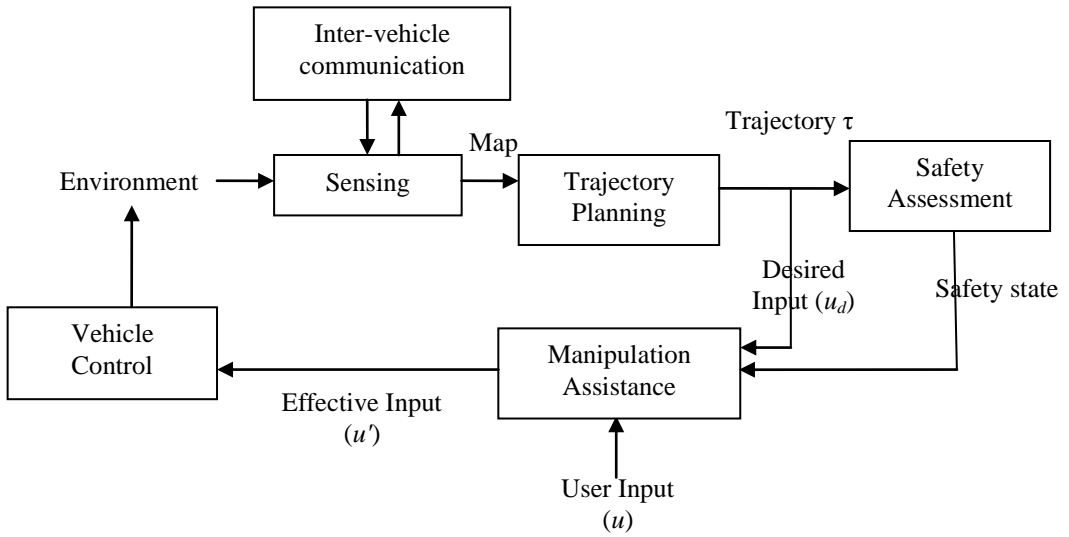 Inter-vehicle
communication
Map
Trajectory τ
Environment
Sensing
Trajectory
Planning
Safety
Assessment
Desired
Input (u_d)
Safety state
Vehicle
Control
Manipulation
Assistance
Effective Input
(u')
User Input
(u)